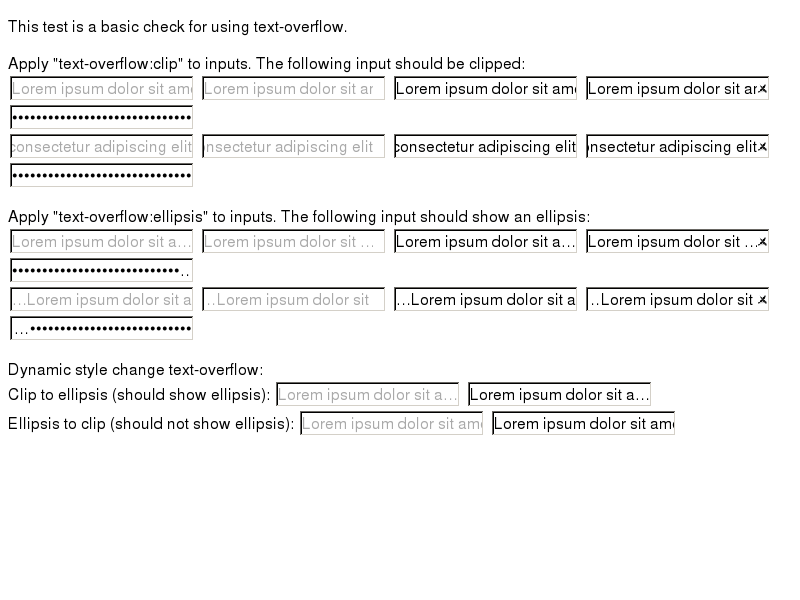 This test is a basic check for using text-overflow.
Apply "text-overflow:clip" to inputs. The following input should be clipped:
Lorem ipsum dolor sit ame Lorem ipsum dolor sit ar Lorem ipsum dolor sit ame Lorem ipsum dolor sit ar
••••••••••••••••••••••••••••••
consectetur adipiscing elit nsectetur adipiscing elit consectetur adipiscing elit nsectetur adipiscing elit
••••••••••••••••••••••••••••••
Apply "text-overflow:ellipsis" to inputs. The following input should show an ellipsis:
Lorem ipsum dolor sit a... Lorem ipsum dolor sit ... Lorem ipsum dolor sit a... Lorem ipsum dolor sit ...
••••••••••••••••••••••••••••..
...Lorem ipsum dolor sit a ..Lorem ipsum dolor sit ...Lorem ipsum dolor sit a ..Lorem ipsum dolor sit
...•••••••••••••••••••••••••••
Dynamic style change text-overflow:
Clip to ellipsis (should show ellipsis): Lorem ipsum dolor sit a... Lorem ipsum dolor sit a...
Ellipsis to clip (should not show ellipsis): Lorem ipsum dolor sit ame Lorem ipsum dolor sit ame